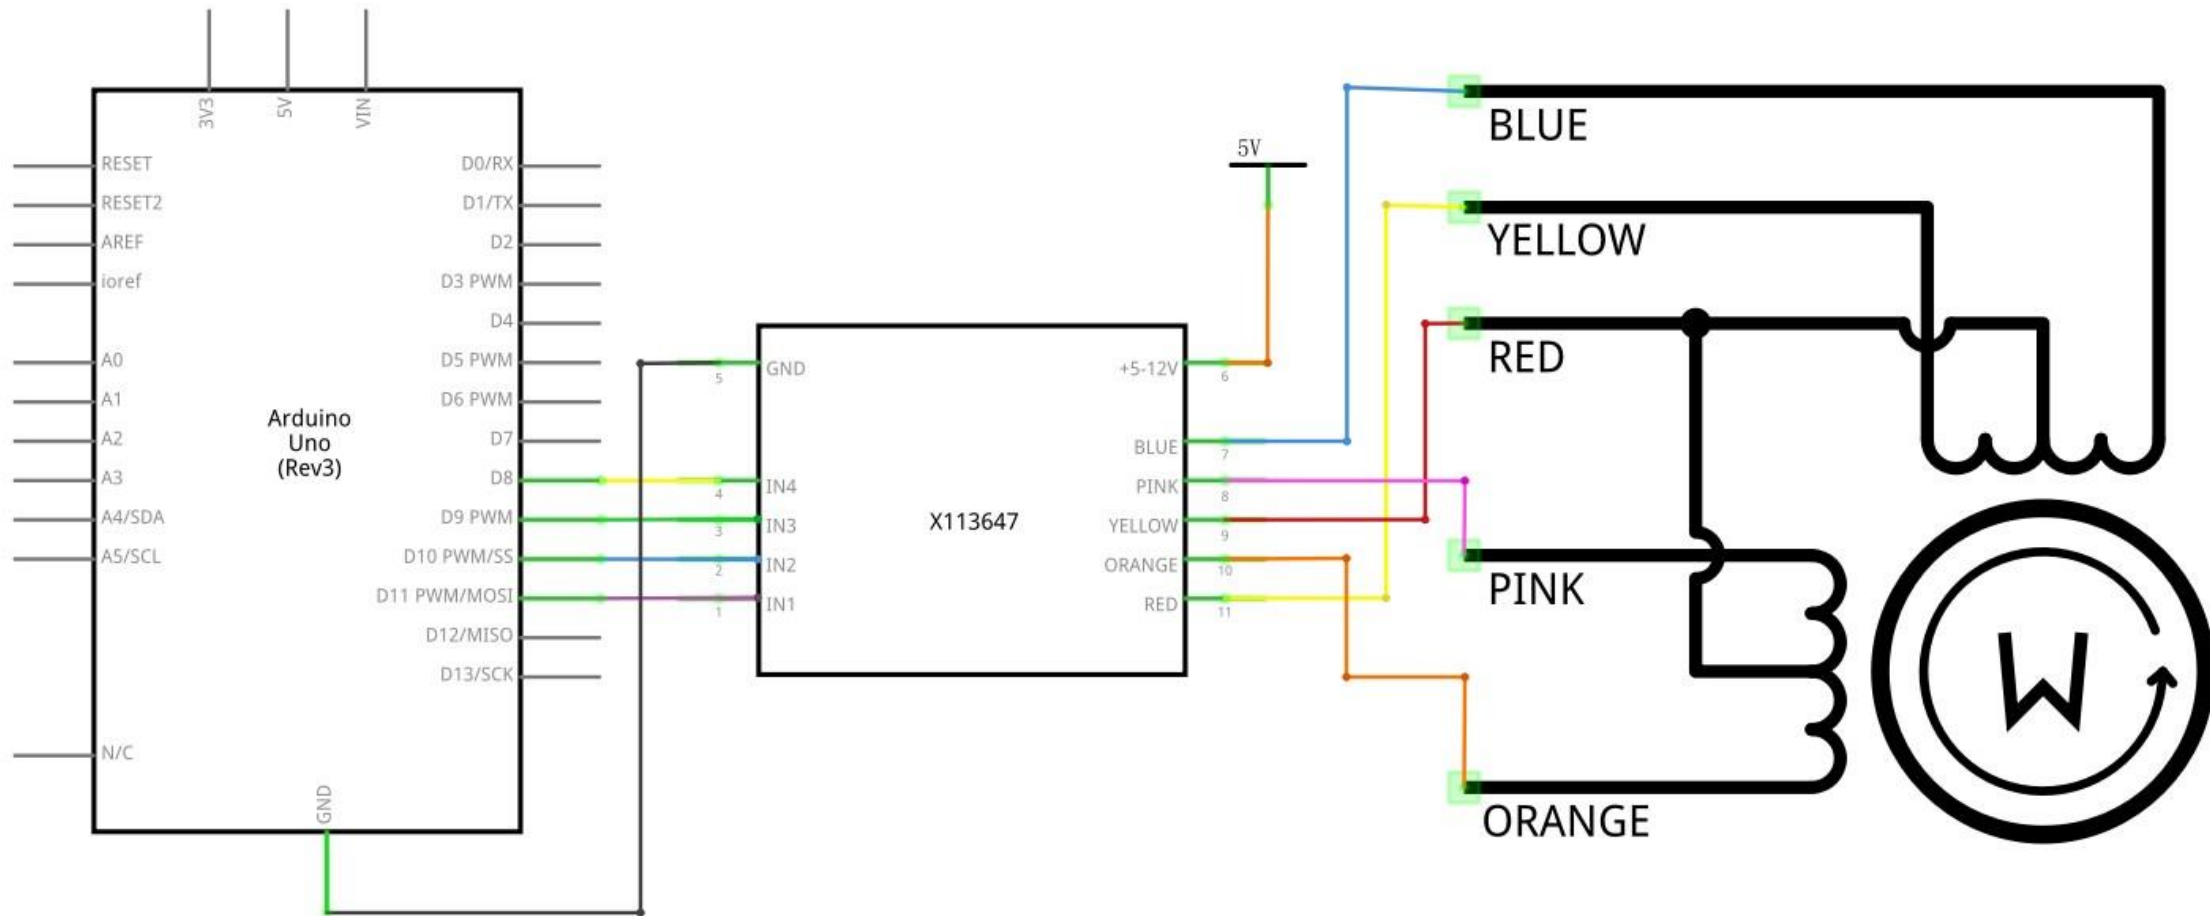 3V3
5V
VIN
RESET
RESET2
AREF
ioref
A0
A1
A2
A3
A4/SDA
A5/SCL
N/C
Arduino
Uno
(Rev3)
D0/RX
D1/TX
D2
D3 PWM
D4
D5 PWM
D6 PWM
D7
D8
D9 PWM
D10 PWM/SS
D11 PWM/MOSI
D12/MISO
D13/SCK
GND
5
4
3
2
1
GND
IN4
IN3
IN2
IN1
X113647
+5-12V
BLUE
PINK
YELLOW
ORANGE
RED
6
7
8
9
10
11
5V
BLUE
YELLOW
RED
PINK
ORANGE
M